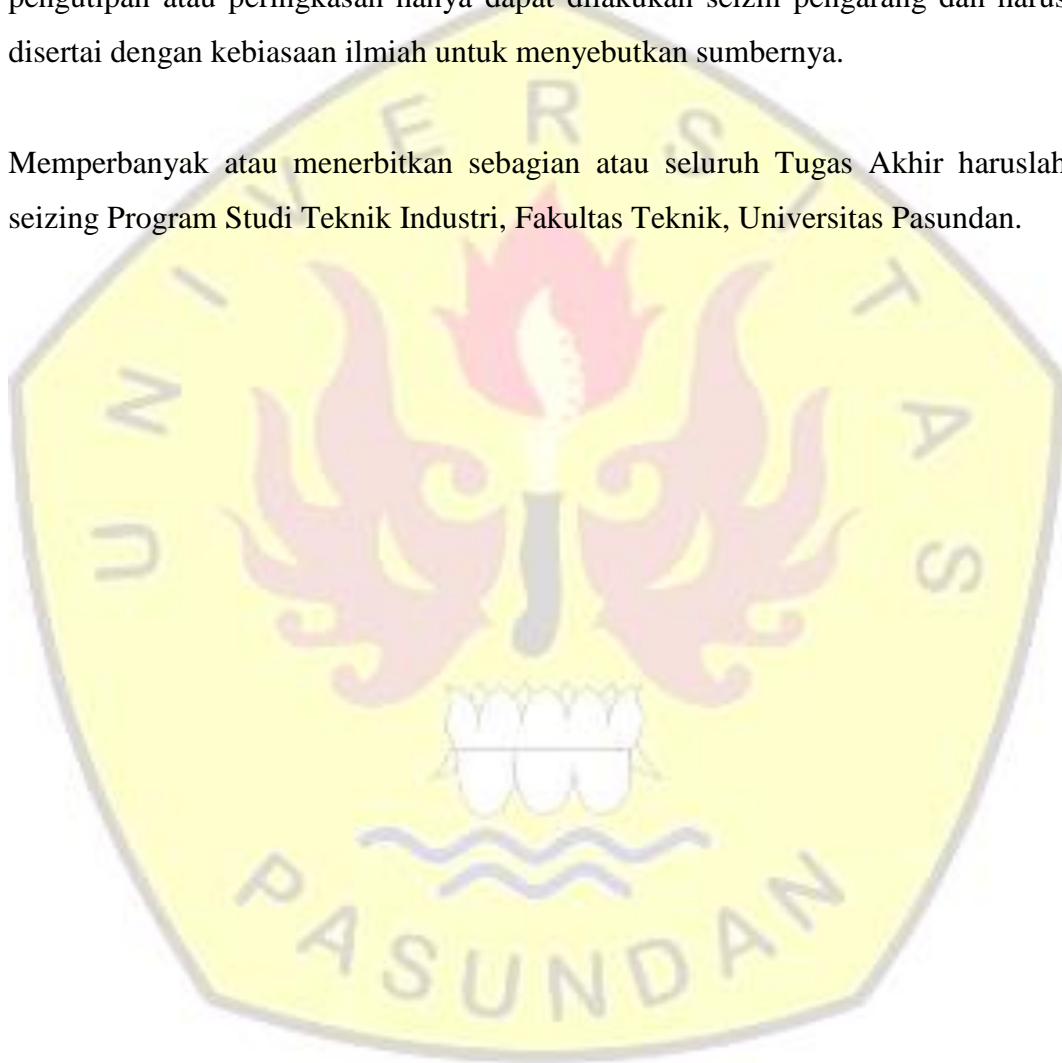 pengutipan atau peringkasan hanya dapat dilakukan seizin pengarang dan harus
disertai dengan kebiasaan ilmiah untuk menyebutkan sumbernya.
Memperbanyak atau menerbitkan sebagian atau seluruh Tugas Akhir haruslah
seizing Program Studi Teknik Industri, Fakultas Teknik, Universitas Pasundan.
UNIVERSITAS
PASUNDAN